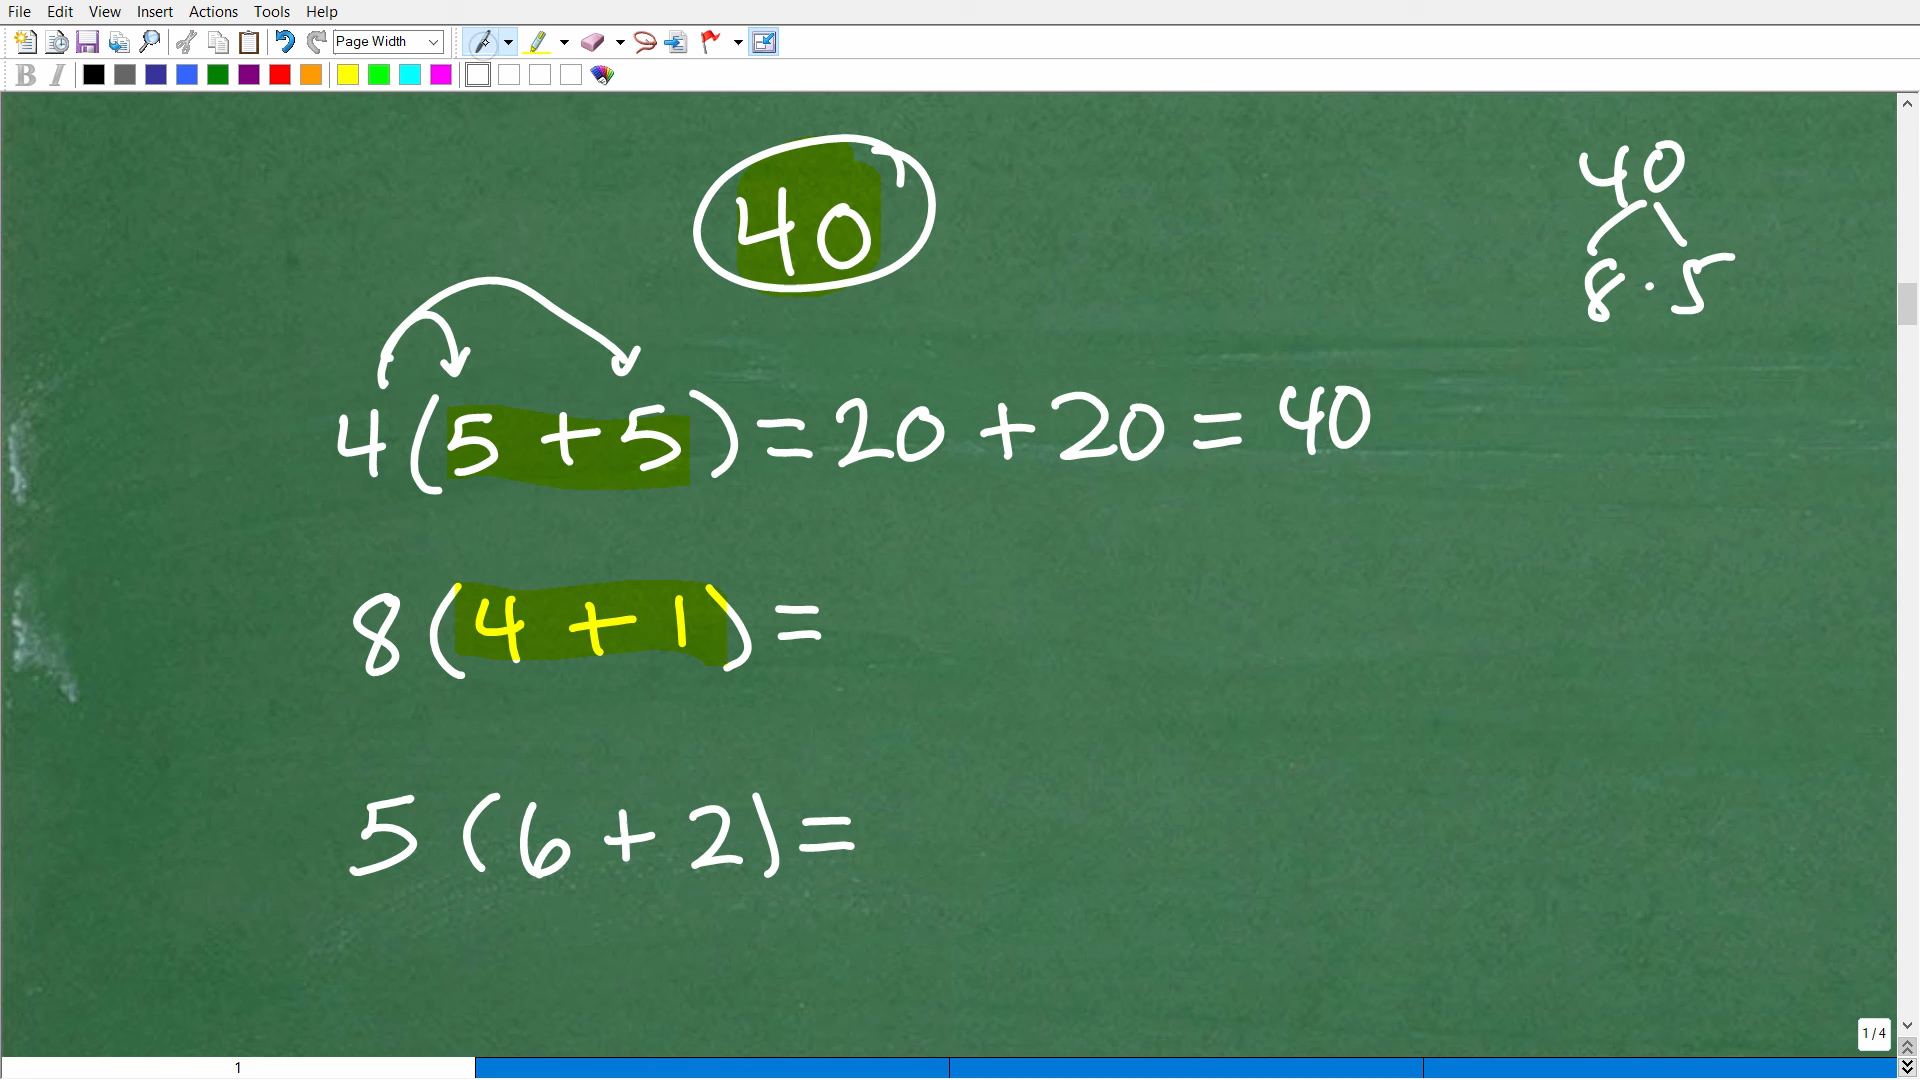 File Edit View Insert Actions Tools Help
Page Width
B I
40
40
8 · 5
4(5 + 5) = 20 + 20 = 40
8(4 + 1) =
5(6 + 2) =
1 / 4
1